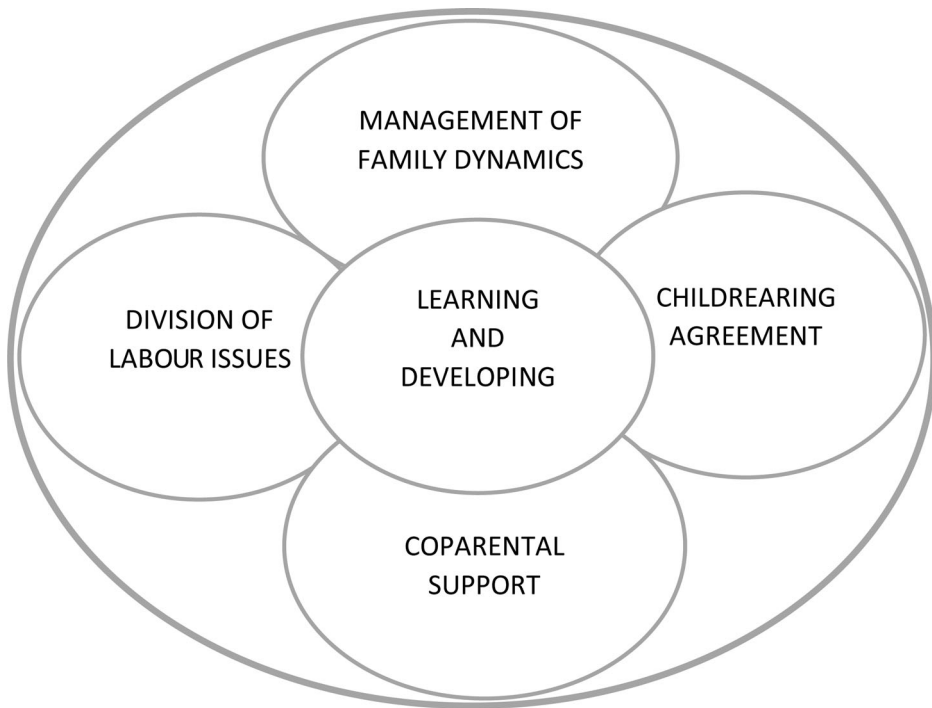 MANAGEMENT OF
FAMILY DYNAMICS
DIVISION OF
LABOUR ISSUES
LEARNING
AND
DEVELOPING
CHILDREARING
AGREEMENT
COPARENTAL
SUPPORT